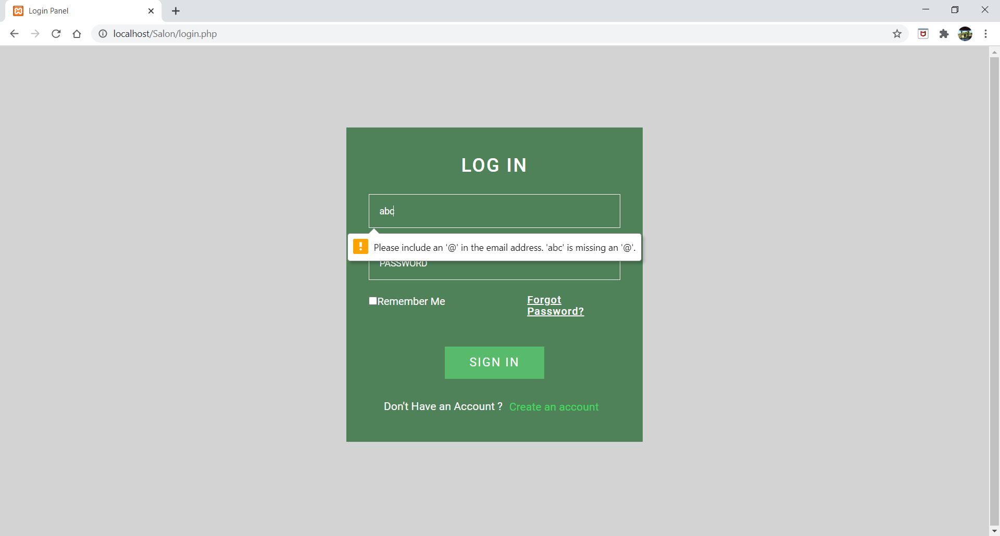 Login Panel
localhost/Salon/login.php
LOG IN
abc
Please include an '@' in the email address. 'abc' is missing an '@'.
PASSWORD
Remember Me
Forgot
Password?
SIGN IN
Don't Have an Account ? Create an account